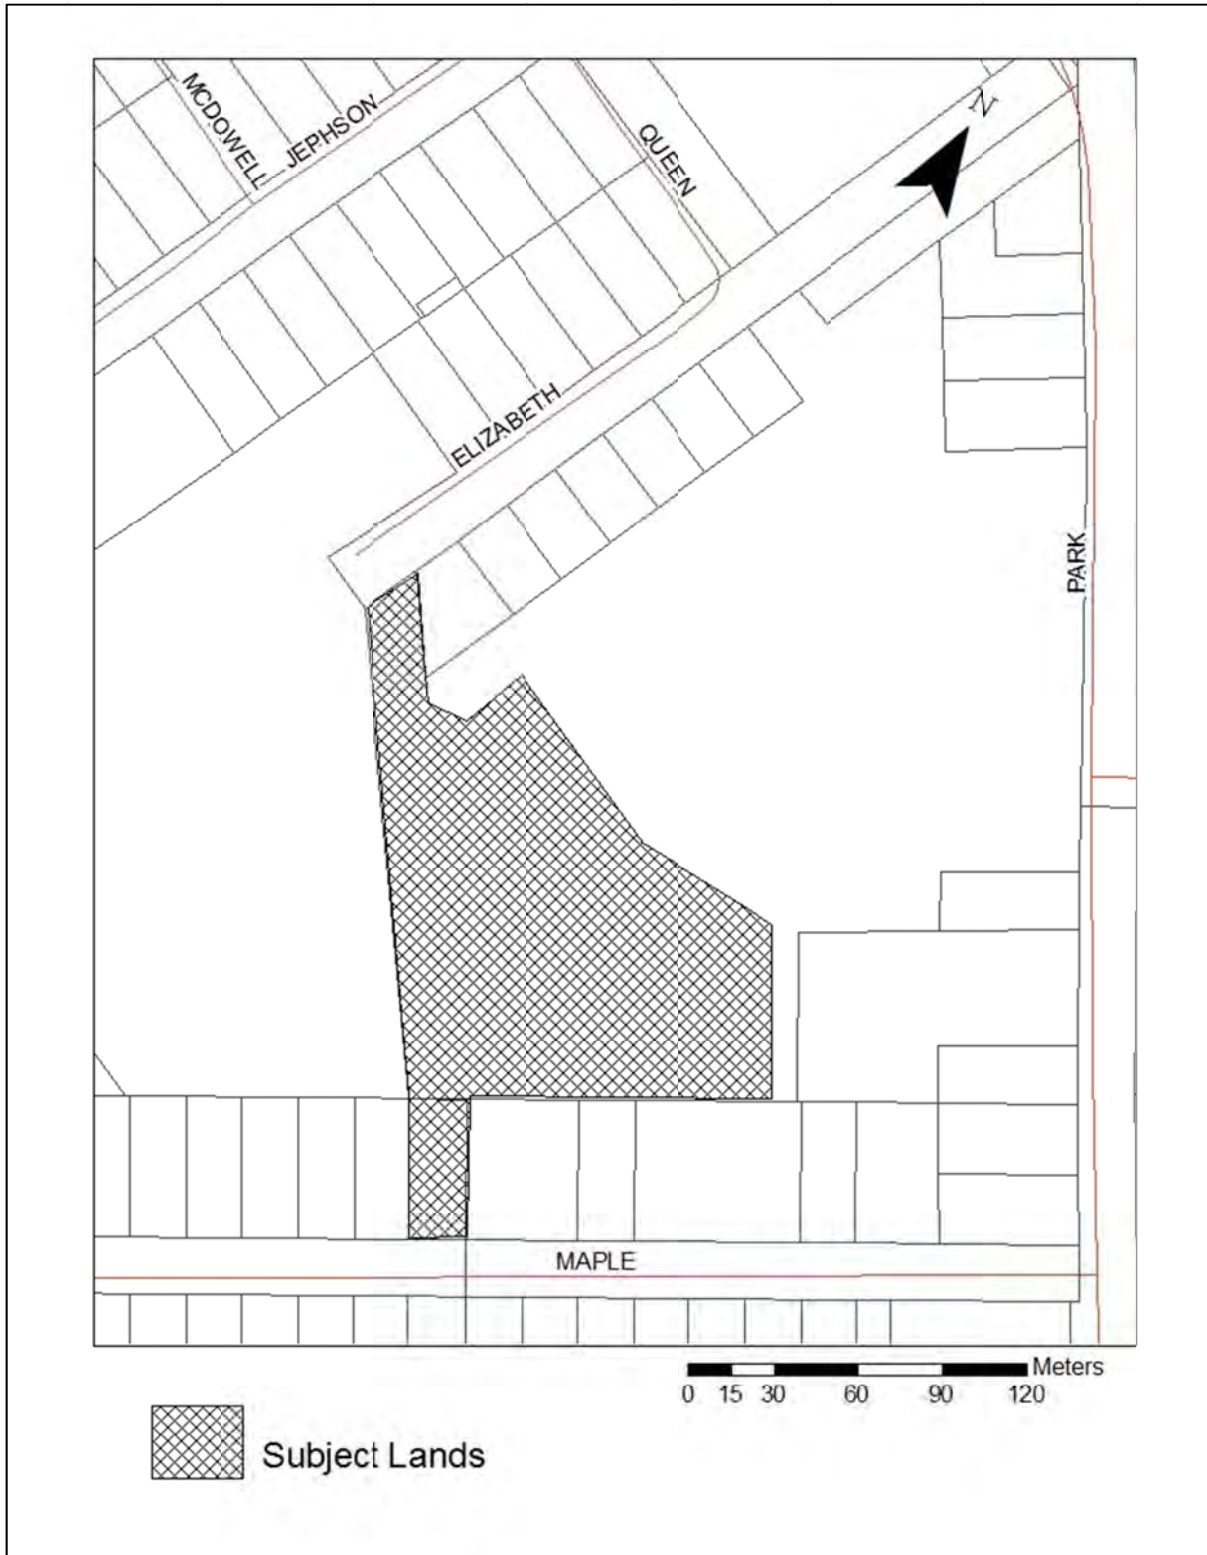 MCDOWELL
JEPHSON
QUEEN
N
ELIZABETH
PARK
MAPLE
Meters
0 15 30 60 90 120
Subject Lands